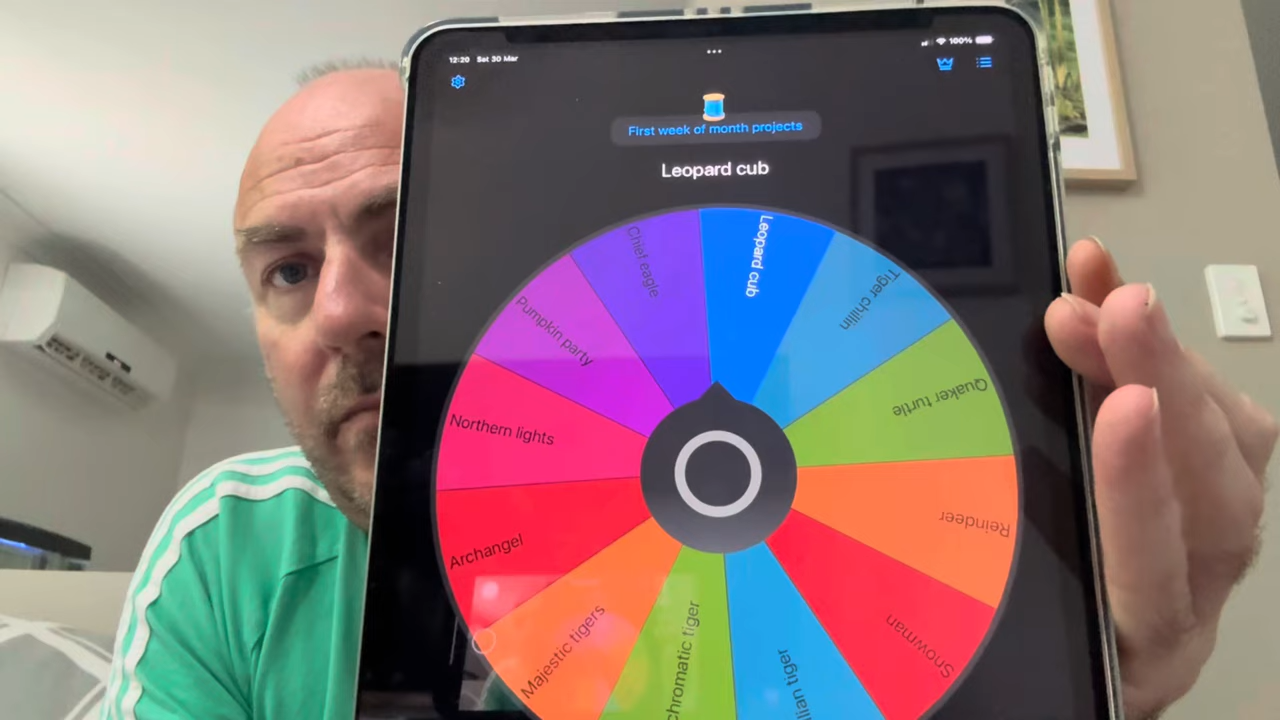 12:20 Sat 30 Mar
100%
First week of month projects
Leopard cub
Chief eagle
Leopard cub
Tiger chillin
Pumpkin party
Quaker turtle
Northern lights
Reindeer
Archangel
Snowman
Majestic tigers
chromatic tiger
tiger